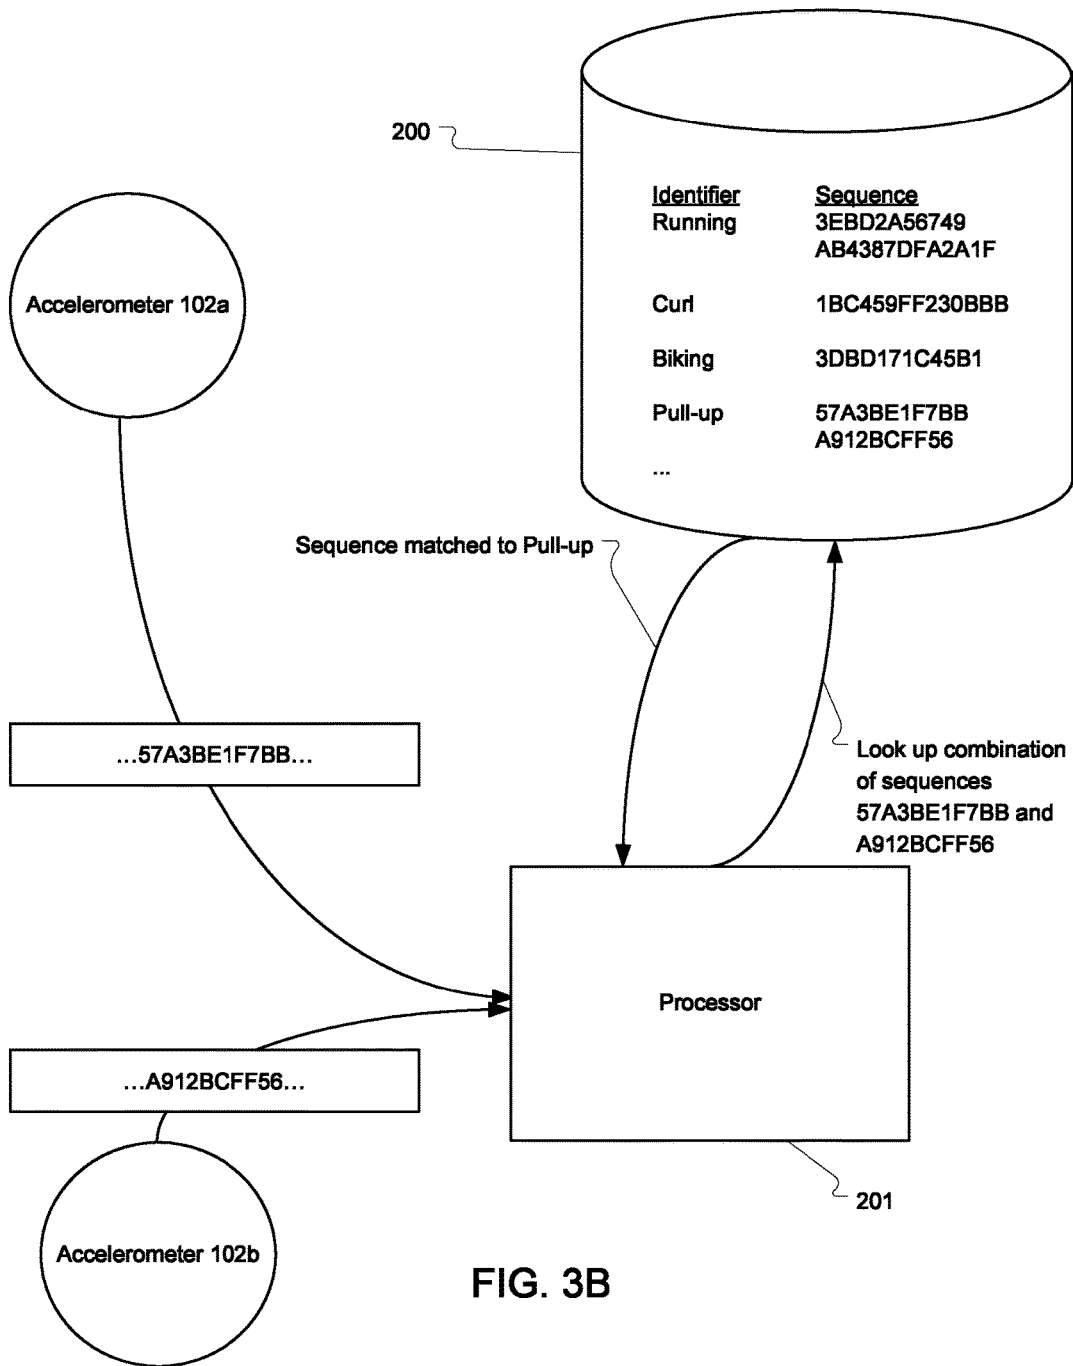 200
Identifier Sequence
Running 3EBD2A56749
AB4387DFA2A1F
Accelerometer 102a
Curl 1BC459FF230BBB
Biking 3DBD171C45B1
Pull-up 57A3BE1F7BB
A912BCFF56
...
Sequence matched to Pull-up
...57A3BE1F7BB...
Look up combination
of sequences
57A3BE1F7BB and
A912BCFF56
Processor
...A912BCFF56...
201
Accelerometer 102b
FIG. 3B